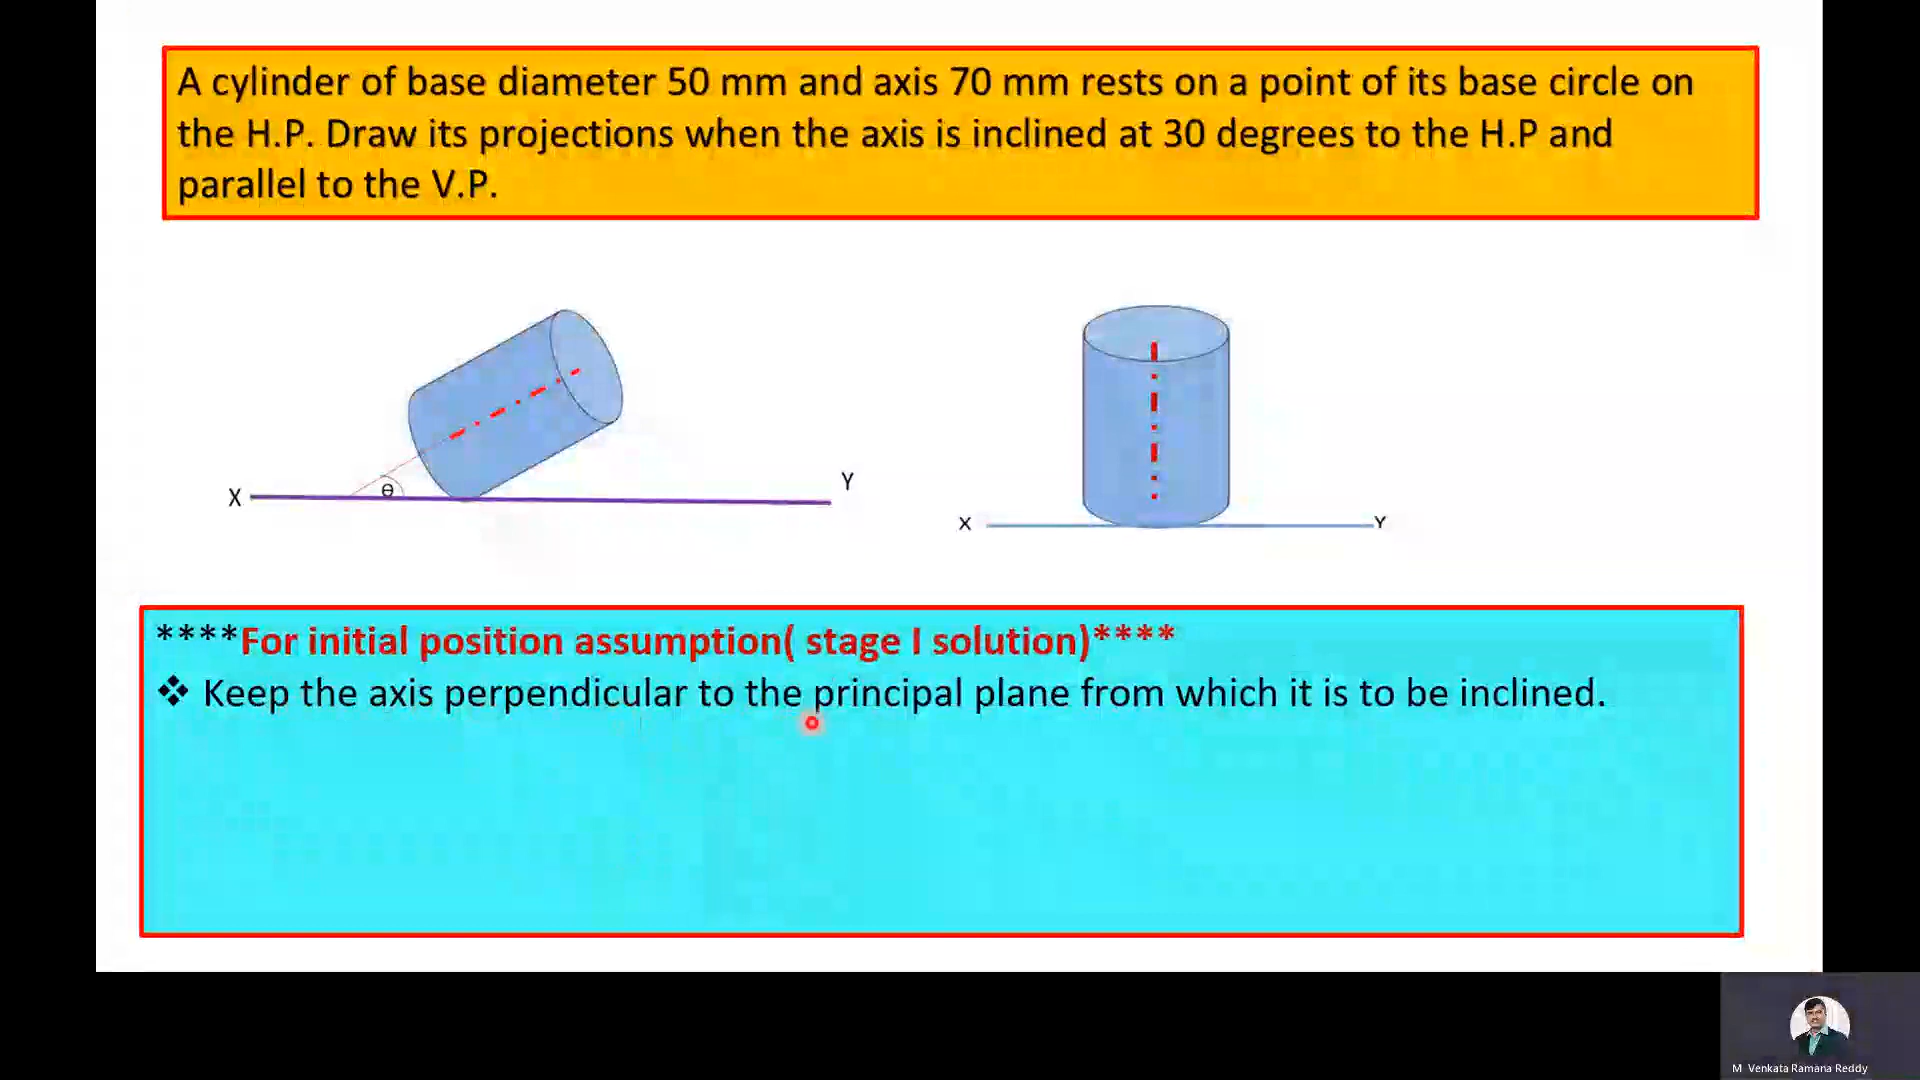 A cylinder of base diameter 50 mm and axis 70 mm rests on a point of its base circle on
the H.P. Draw its projections when the axis is inclined at 30 degrees to the H.P and
parallel to the V.P.
X
θ
Y
X
Y
****For initial position assumption( stage I solution)****
❖ Keep the axis perpendicular to the principal plane from which it is to be inclined.
M Venkata Ramana Reddy